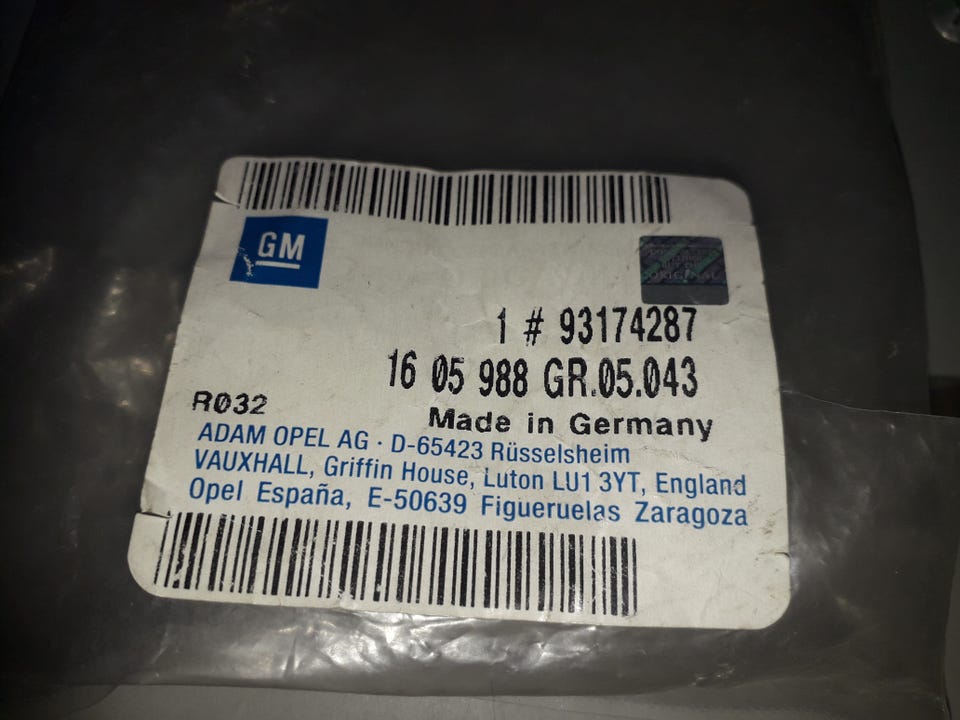 GM
ORIGINAL
1 # 93174287
16 05 988 GR.05.043
R032
Made in Germany
ADAM OPEL AG · D-65423 Rüsselsheim
VAUXHALL, Griffin House, Luton LU1 3YT, England
Opel España, E-50639 Figueruelas Zaragoza